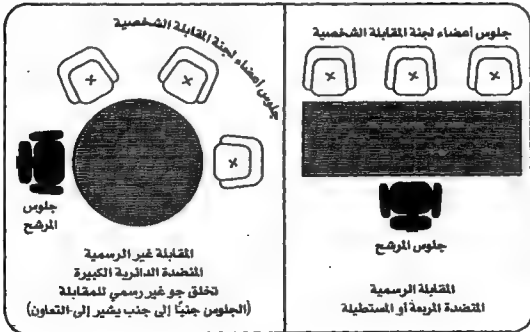 جلوس أعضاء لجنة المقابلة الشخصية
جلوس أعضاء لجنة المقابلة الشخصية
جلوس
المرشح
جلوس المرشح
المقابلة الرسمية
المنضدة المربعة أو المستطيلة
المقابلة غير الرسمية
المنضدة الدائرية الكبيرة
تخلق جو غير رسمي للمقابلة
(الجلوس جنبًا إلى جنب يشير إلى التعاون)